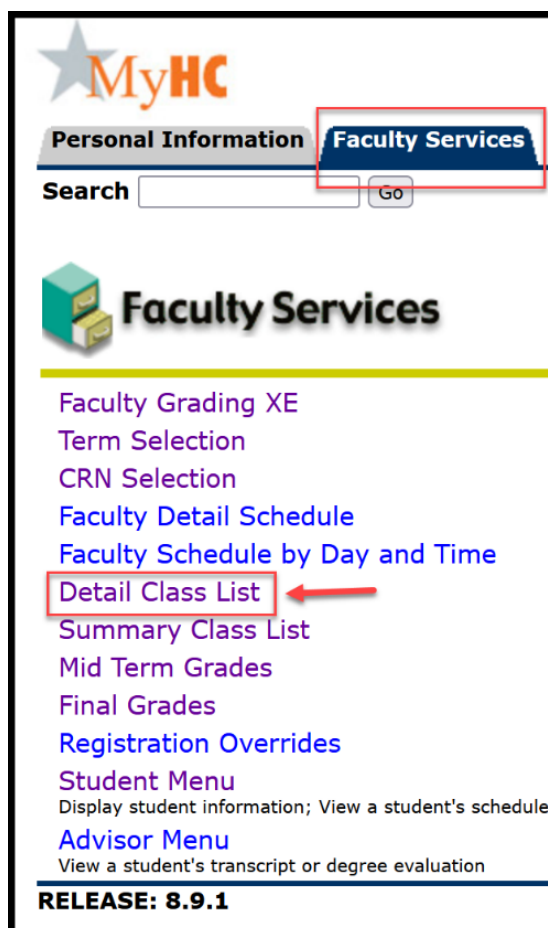 MyHC
Personal Information Faculty Services
Search Go
Faculty Services
Faculty Grading XE
Term Selection
CRN Selection
Faculty Detail Schedule
Faculty Schedule by Day and Time
Detail Class List
Summary Class List
Mid Term Grades
Final Grades
Registration Overrides
Student Menu
Display student information; View a student's schedule
Advisor Menu
View a student's transcript or degree evaluation
RELEASE: 8.9.1